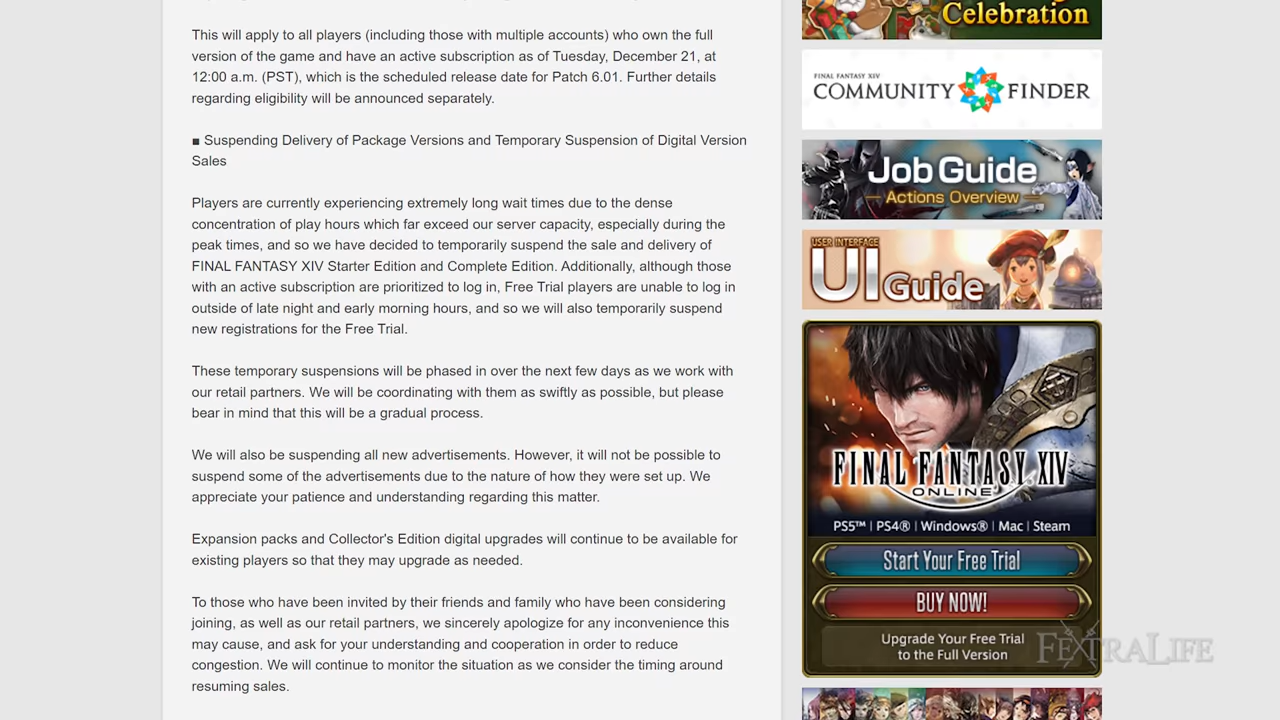 This will apply to all players (including those with multiple accounts) who own the full
version of the game and have an active subscription as of Tuesday, December 21, at
12:00 a.m. (PST), which is the scheduled release date for Patch 6.01. Further details
regarding eligibility will be announced separately.
■ Suspending Delivery of Package Versions and Temporary Suspension of Digital Version
Sales
Players are currently experiencing extremely long wait times due to the dense
concentration of play hours which far exceed our server capacity, especially during the
peak times, and so we have decided to temporarily suspend the sale and delivery of
FINAL FANTASY XIV Starter Edition and Complete Edition. Additionally, although those
with an active subscription are prioritized to log in, Free Trial players are unable to log in
outside of late night and early morning hours, and so we will also temporarily suspend
new registrations for the Free Trial.
These temporary suspensions will be phased in over the next few days as we work with
our retail partners. We will be coordinating with them as swiftly as possible, but please
bear in mind that this will be a gradual process.
We will also be suspending all new advertisements. However, it will not be possible to
suspend some of the advertisements due to the nature of how they were set up. We
appreciate your patience and understanding regarding this matter.
Expansion packs and Collector's Edition digital upgrades will continue to be available for
existing players so that they may upgrade as needed.
To those who have been invited by their friends and family who have been considering
joining, as well as our retail partners, we sincerely apologize for any inconvenience this
may cause, and ask for your understanding and cooperation in order to reduce
congestion. We will continue to monitor the situation as we consider the timing around
resuming sales.
Celebration
FINAL FANTASY XIV
COMMUNITY FINDER
Job Guide
Actions Overview
USER INTERFACE
UI Guide
FINAL FANTASY XIV
ONLINE
PS5™ | PS4® | Windows® | Mac | Steam
Start Your Free Trial
BUY NOW!
Upgrade Your Free Trial
to the Full Version
FEXTRALIFE